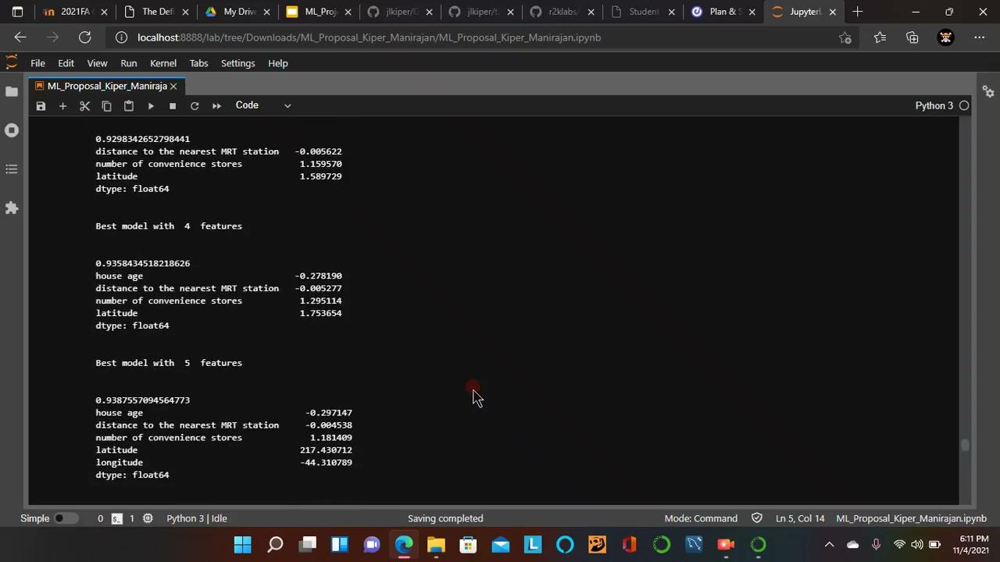 2021FA C
The Defi
My Drive
ML_Proj
jlkiper/G
jlkiper/t
r2klabs/
Student
Plan & S
JupyterL
localhost:8888/lab/tree/Downloads/ML_Proposal_Kiper_Manirajan/ML_Proposal_Kiper_Manirajan.ipynb
File Edit View Run Kernel Tabs Settings Help
ML_Proposal_Kiper_Maniraja
Code
Python 3
0.9298342652798441
distance to the nearest MRT station -0.005622
number of convenience stores 1.159570
latitude 1.589729
dtype: float64
Best model with 4 features
0.9358434518218626
house age -0.278190
distance to the nearest MRT station -0.005277
number of convenience stores 1.295114
latitude 1.753654
dtype: float64
Best model with 5 features
0.9387557094564773
house age -0.297147
distance to the nearest MRT station -0.004538
number of convenience stores 1.181409
latitude 217.430712
longitude -44.310789
dtype: float64
Simple 0 1 Python 3 | Idle Saving completed Mode: Command Ln 5, Col 14 ML_Proposal_Kiper_Manirajan.ipynb
6:11 PM
11/4/2021